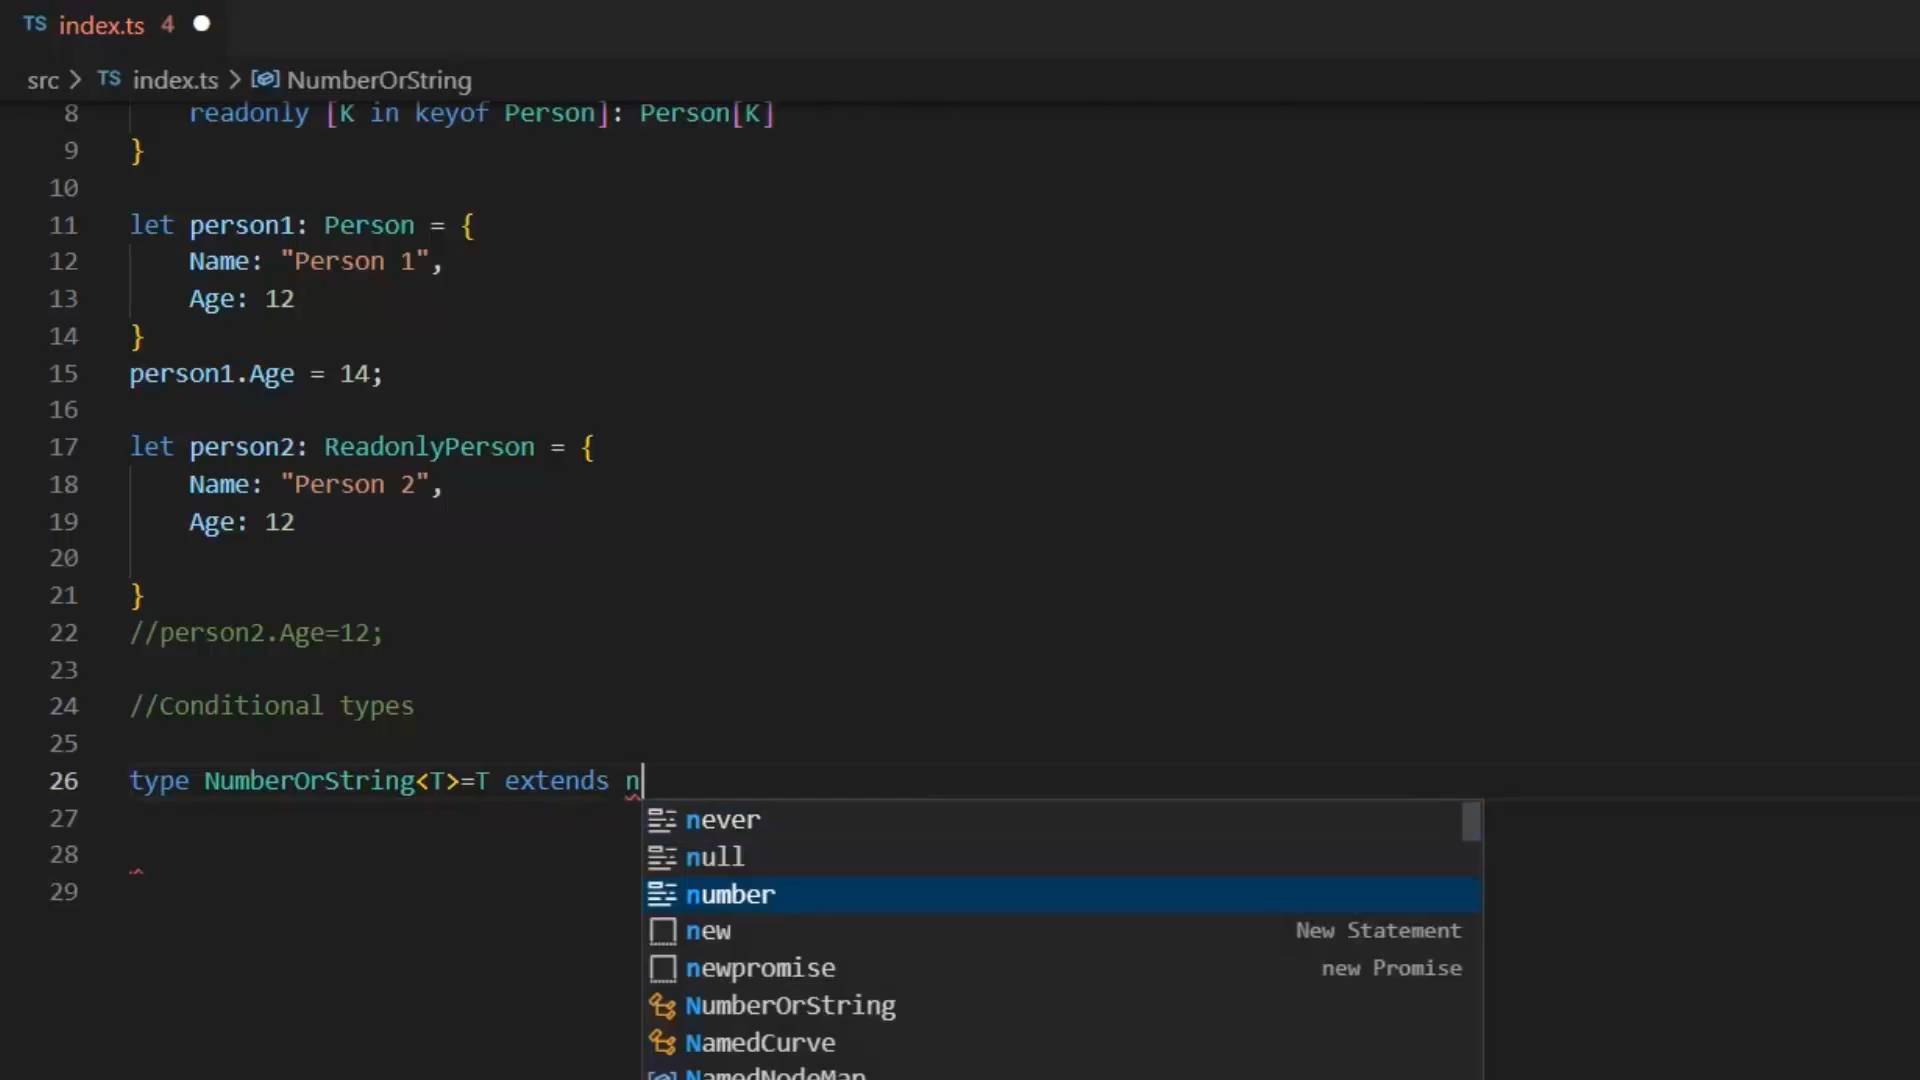 TS index.ts 4
src > TS index.ts > NumberOrString
8 readonly [K in keyof Person]: Person[K]
9 }
10
11 let person1: Person = {
12 Name: "Person 1",
13 Age: 12
14 }
15 person1.Age = 14;
16
17 let person2: ReadonlyPerson = {
18 Name: "Person 2",
19 Age: 12
20
21 }
22 //person2.Age=12;
23
24 //Conditional types
25
26 type NumberOrString<T>=T extends n
27
28
29
never
null
number
new New Statement
newpromise new Promise
NumberOrString
NamedCurve
NamedNodeMap